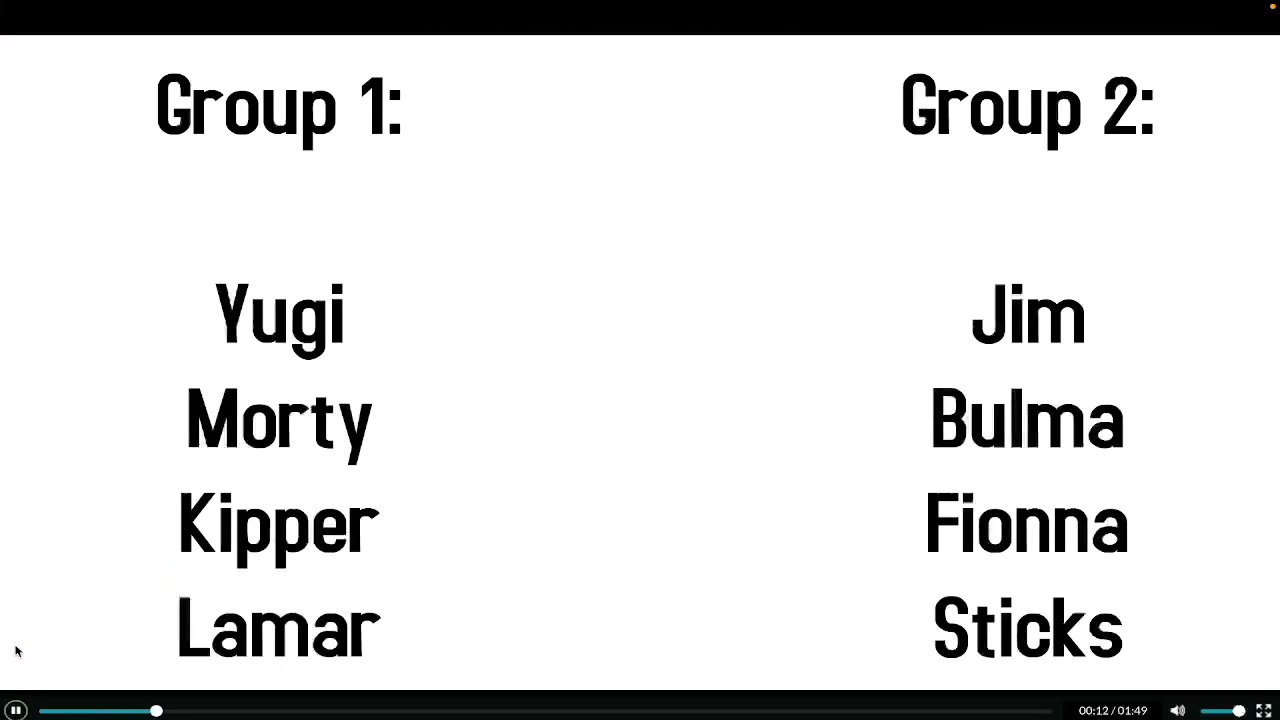 Group 1:
Yugi
Morty
Kipper
Lamar
Group 2:
Jim
Bulma
Fionna
Sticks
00:12 / 01:49